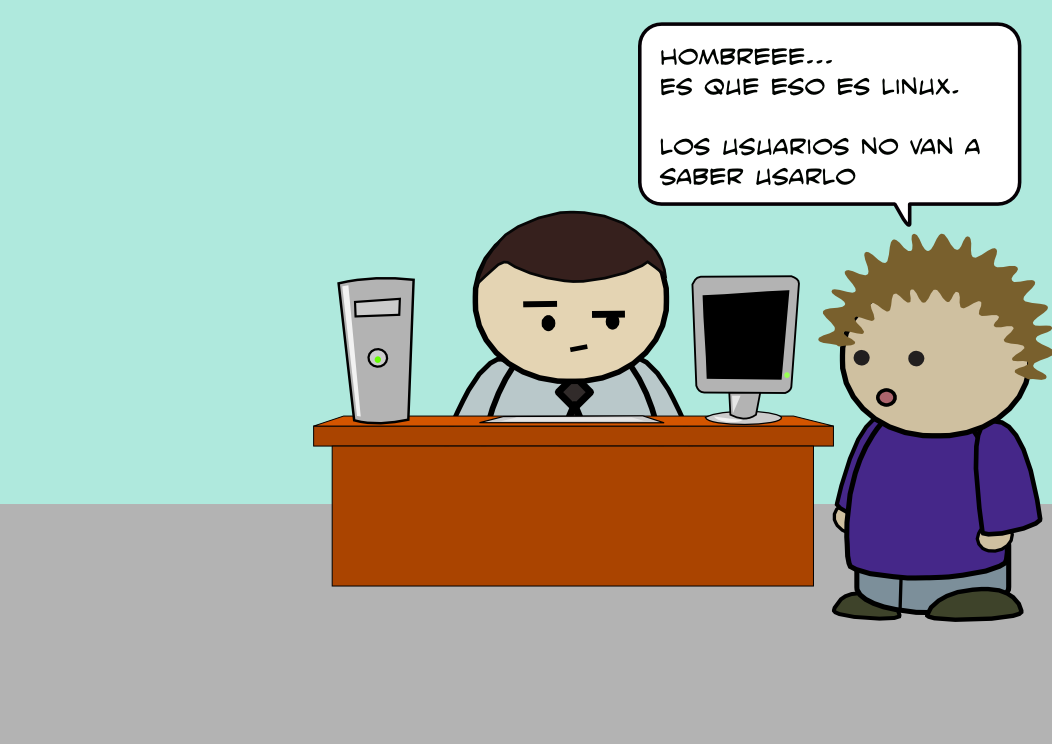 HOMBREEE...
ES QUE ESO ES LINUX.
LOS USUARIOS NO VAN A
SABER USARLO